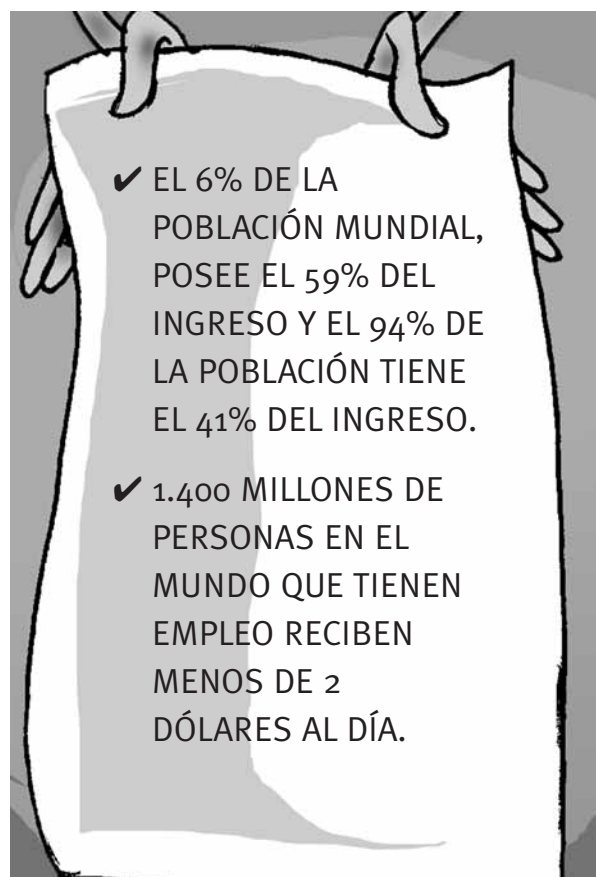 ✔ EL 6% DE LA
POBLACIÓN MUNDIAL,
POSEE EL 59% DEL
INGRESO Y EL 94% DE
LA POBLACIÓN TIENE
EL 41% DEL INGRESO.
✔ 1.400 MILLONES DE
PERSONAS EN EL
MUNDO QUE TIENEN
EMPLEO RECIBEN
MENOS DE 2
DÓLARES AL DÍA.